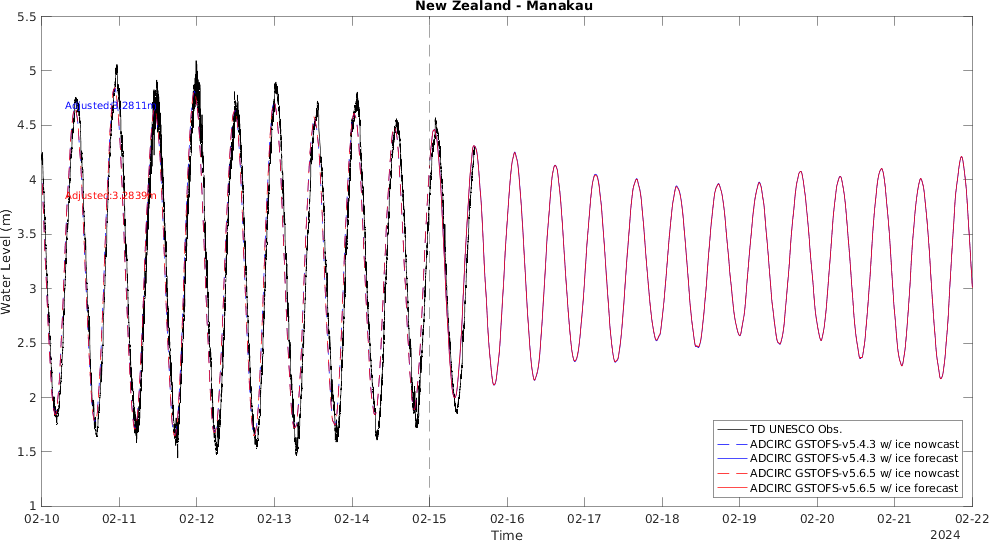 New Zealand - Manakau
5.5
5
4.5
4
3.5
3
2.5
2
1.5
1
Water Level (m)
Adjusted:3.2811m
Adjusted:3.2839m
TD UNESCO Obs.
ADCIRC GSTOFS-v5.4.3 w/ ice nowcast
ADCIRC GSTOFS-v5.4.3 w/ ice forecast
ADCIRC GSTOFS-v5.6.5 w/ ice nowcast
ADCIRC GSTOFS-v5.6.5 w/ ice forecast
02-10 02-11 02-12 02-13 02-14 02-15 02-16 02-17 02-18 02-19 02-20 02-21 02-22
Time
2024